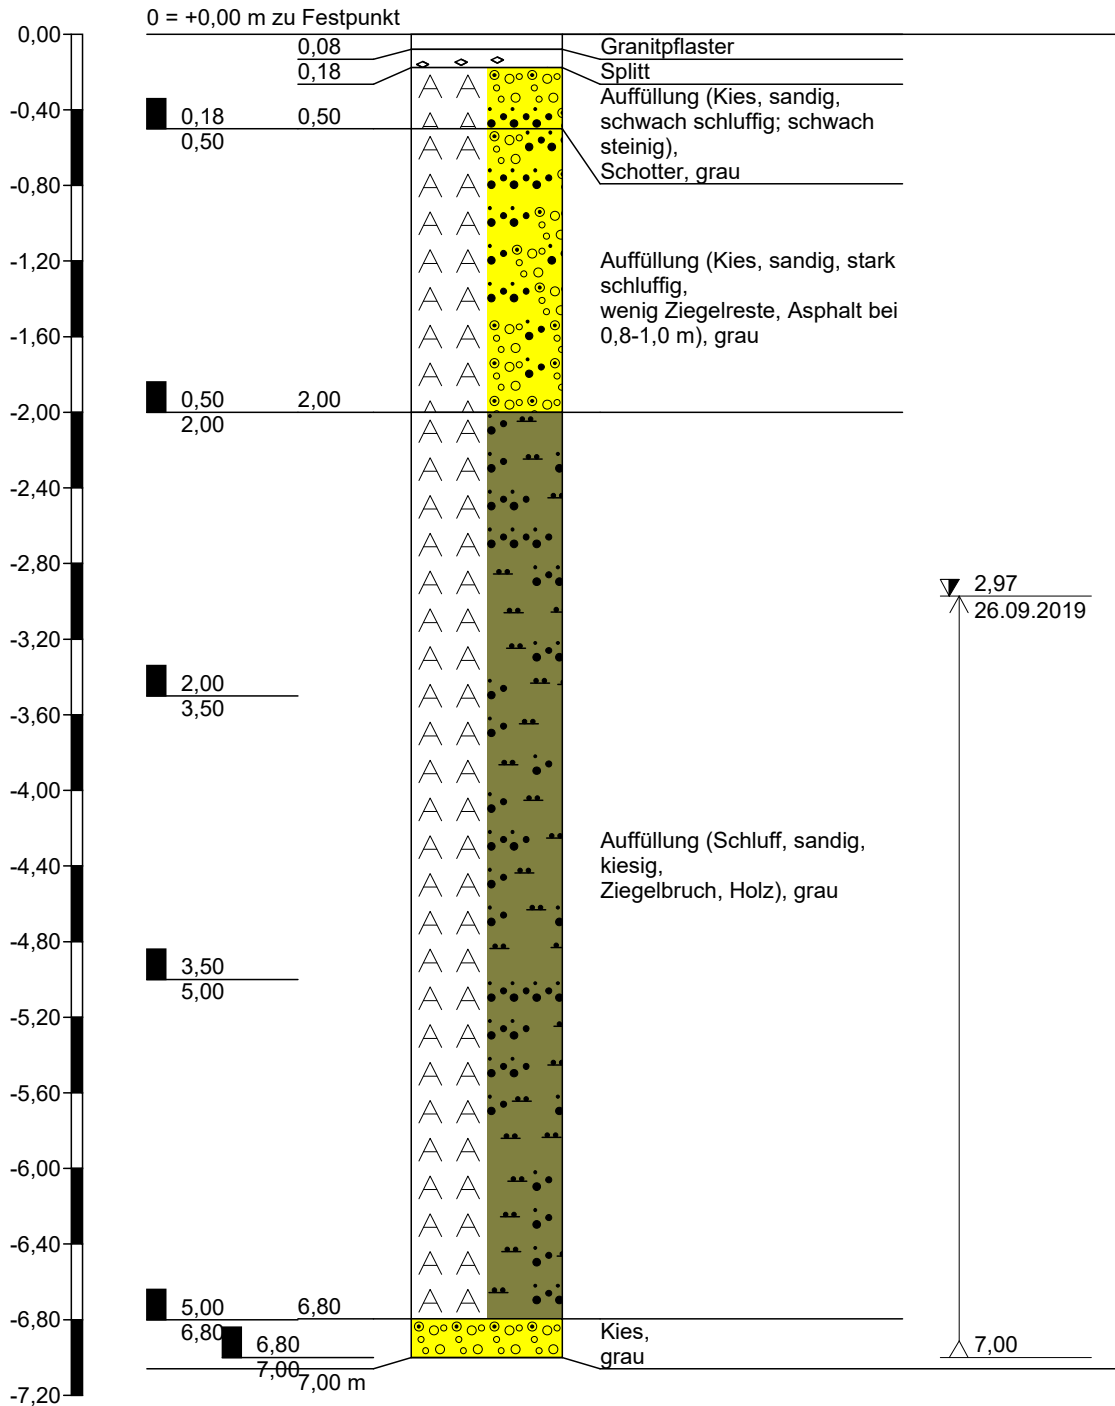 0 = +0,00 m zu Festpunkt
0,00
0,08
Granitpflaster
0,18
Splitt
Auffüllung (Kies, sandig,
schwach schluffig; schwach
steinig),
Schotter, grau
-0,40
0,18
0,50
0,50
-0,80
-1,20
Auffüllung (Kies, sandig, stark
schluffig,
wenig Ziegelreste, Asphalt bei
0,8-1,0 m), grau
-1,60
-2,00
0,50
2,00
2,00
-2,40
-2,80
2,97
26.09.2019
-3,20
2,00
3,50
-3,60
-4,00
Auffüllung (Schluff, sandig,
kiesig,
Ziegelbruch, Holz), grau
-4,40
-4,80
3,50
5,00
-5,20
-5,60
-6,00
-6,40
-6,80
5,00
6,80
6,80
Kies,
grau
6,80
7,00
7,00 m
7,00
-7,20